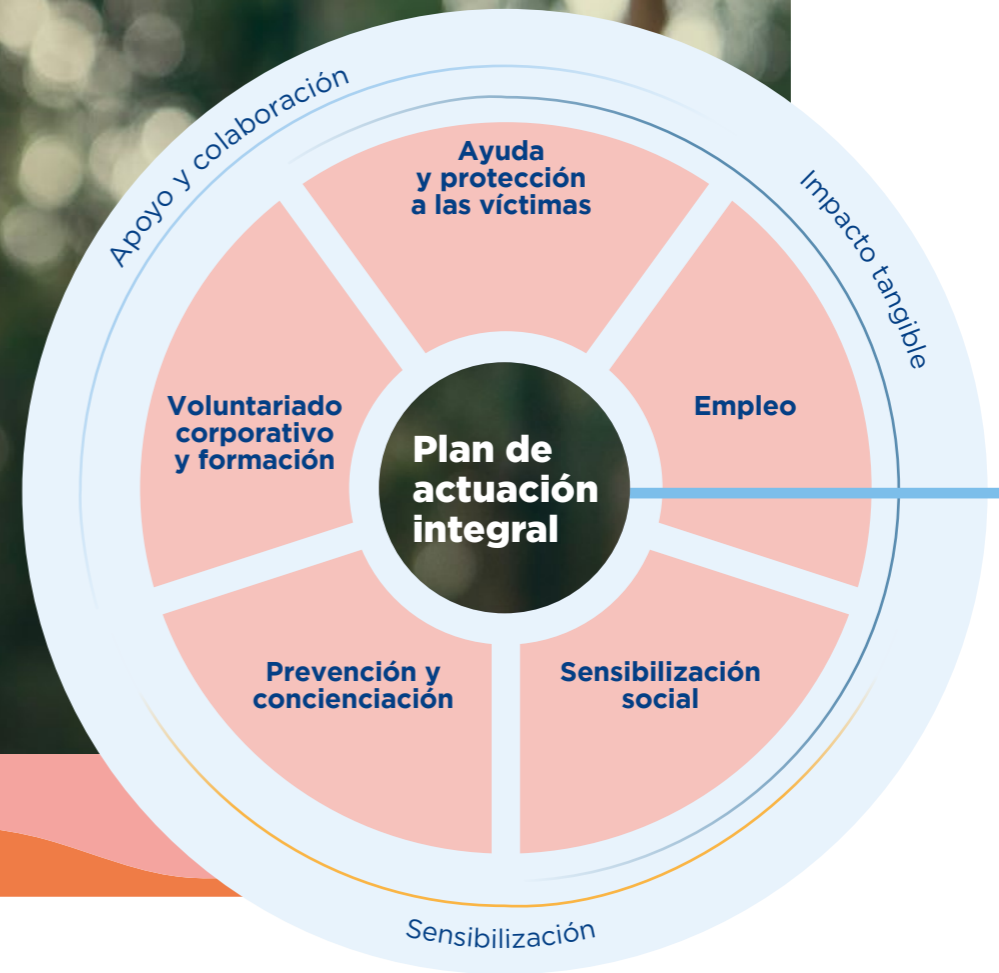 Apoyo y colaboración
Impacto tangible
Ayuda
y protección
a las víctimas
Voluntariado
corporativo
y formación
Empleo
Plan de
actuación
integral
Prevención y
concienciación
Sensibilización
social
Sensibilización